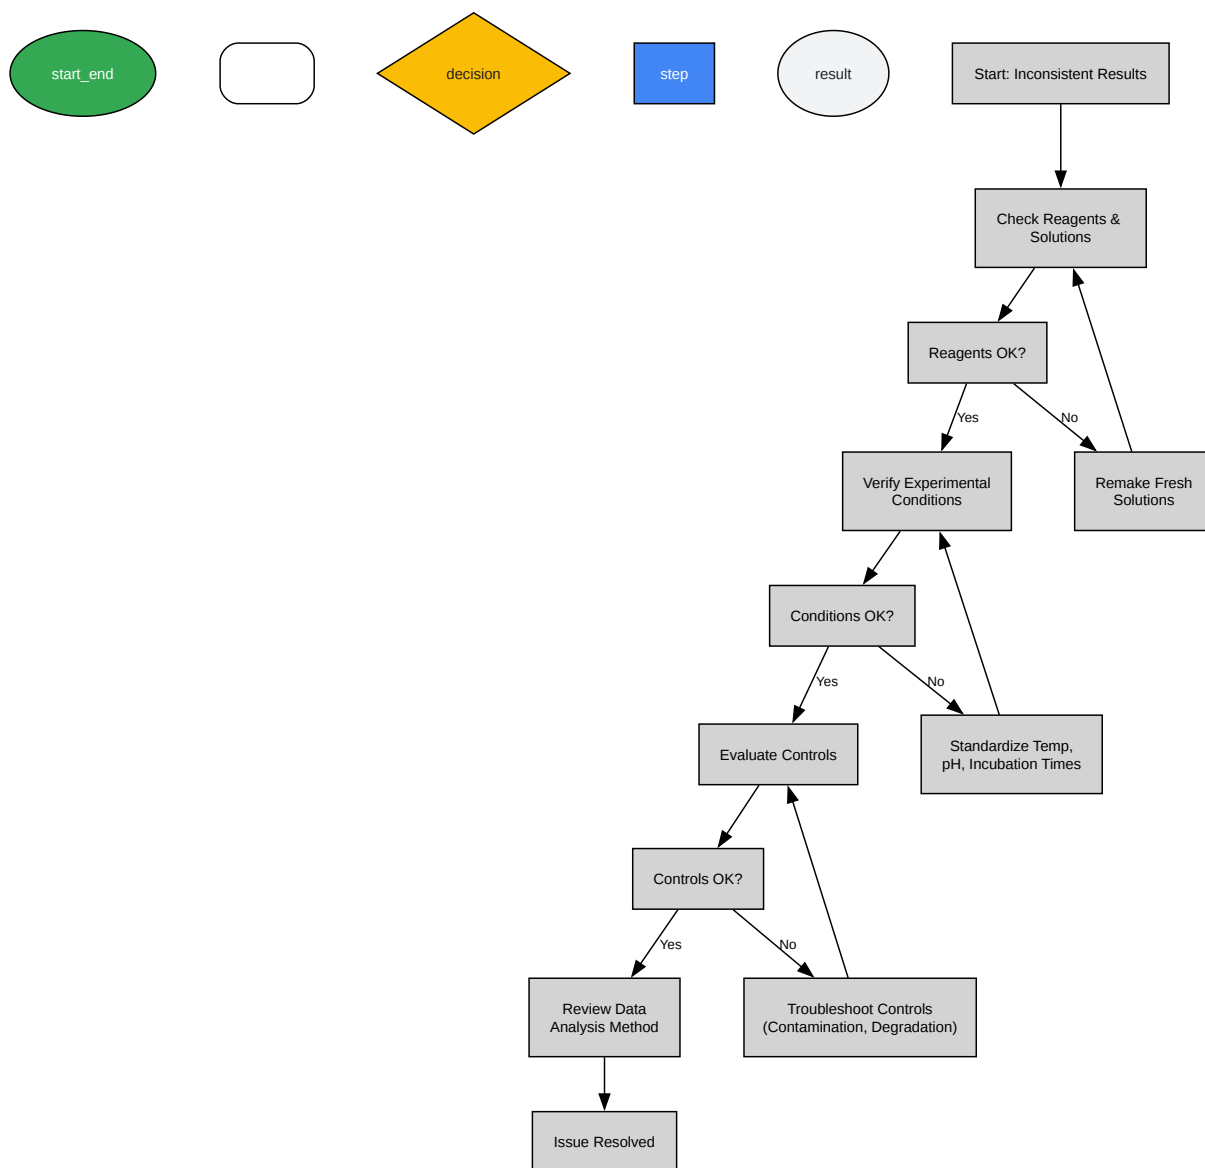 start_end
decision
step
result
Start: Inconsistent Results
Check Reagents &
Solutions
Reagents OK?
Yes
No
Verify Experimental
Conditions
Remake Fresh
Solutions
Conditions OK?
Yes
No
Evaluate Controls
Standardize Temp,
pH, Incubation Times
Controls OK?
Yes
No
Review Data
Analysis Method
Troubleshoot Controls
(Contamination, Degradation)
Issue Resolved